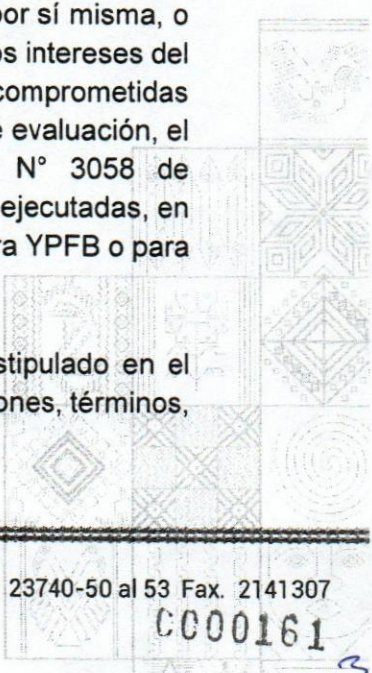 por sí misma, o
os intereses del
comprometidas
e evaluación, el
N° 3058 de
ejecutadas, en
ra YPFB o para
stipulado en el
ones, términos,
23740-50 al 53 Fax. 2141307
C000161